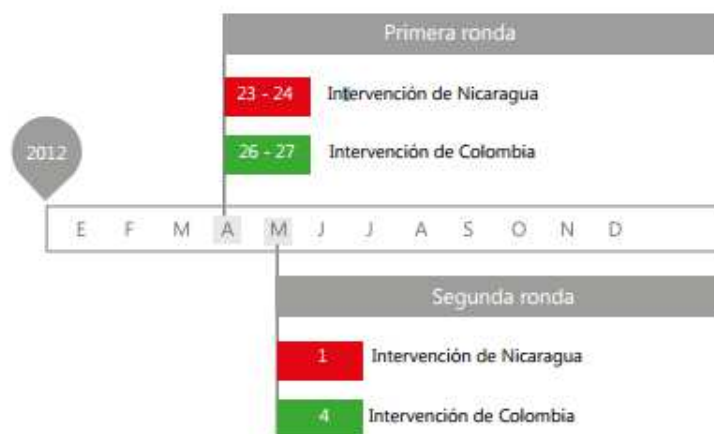 Primera ronda
23 - 24 Intervención de Nicaragua
26 - 27 Intervención de Colombia
2012
E F M A M J J A S O N D
Segunda ronda
1 Intervención de Nicaragua
4 Intervención de Colombia